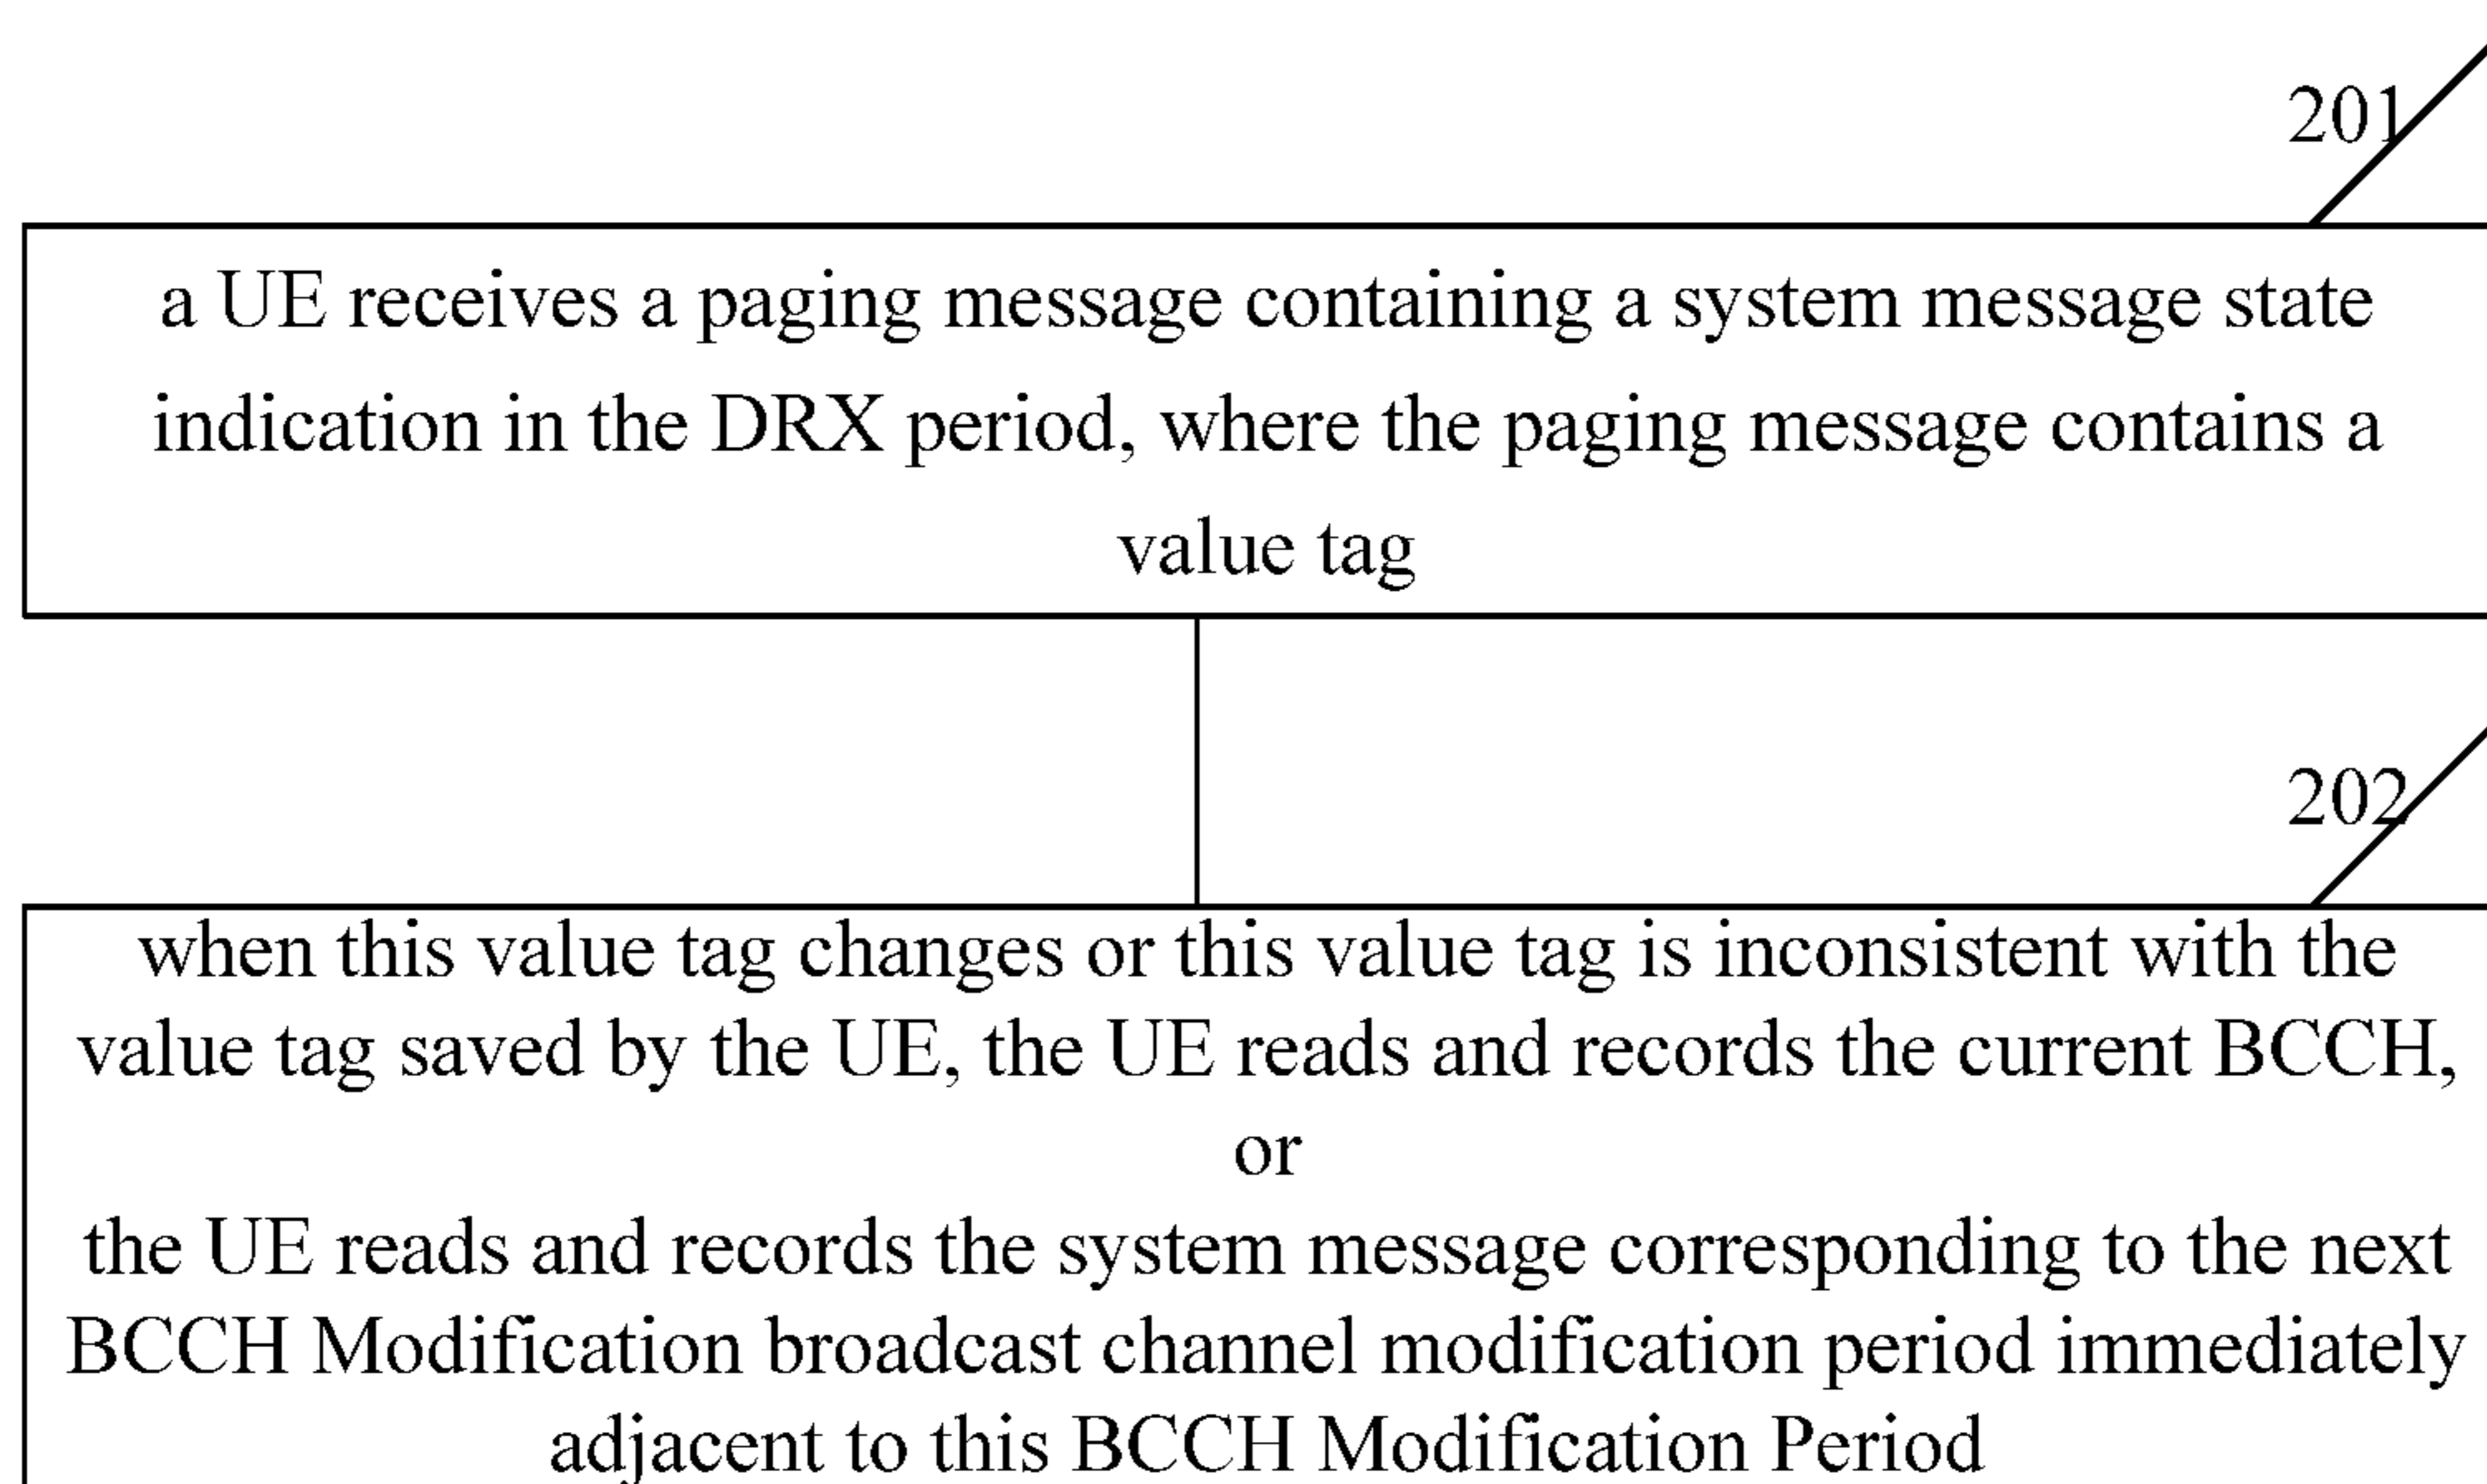 201
a UE receives a paging message containing a system message state
indication in the DRX period, where the paging message contains a
value tag
202
when this value tag changes or this value tag is inconsistent with the
value tag saved by the UE, the UE reads and records the current BCCH,
or
the UE reads and records the system message corresponding to the next
BCCH Modification broadcast channel modification period immediately
adjacent to this BCCH Modification Period